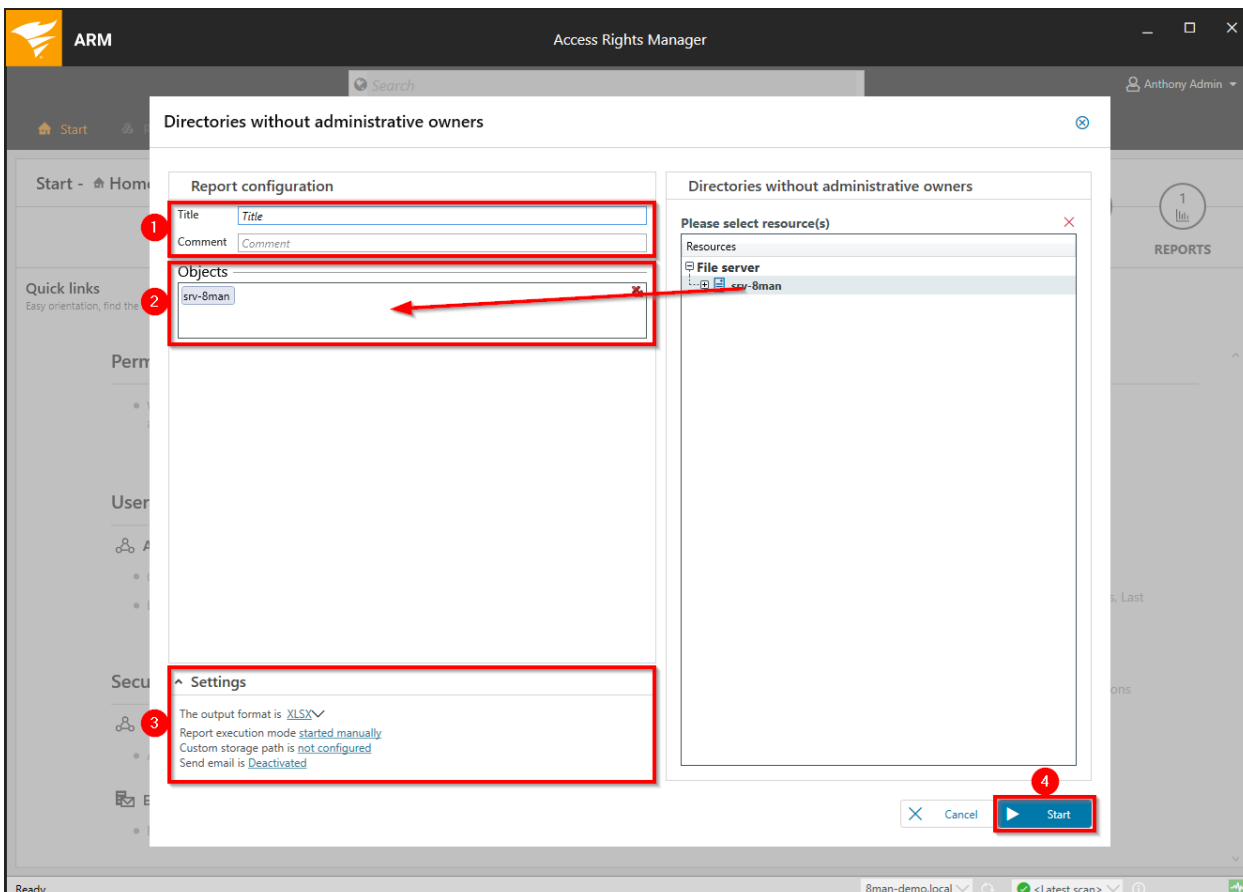 ARM
Access Rights Manager
Search
Anthony Admin
Start
Directories without administrative owners
Start - Home
Report configuration
Directories without administrative owners
1
1
Title
Title
Please select resource(s)
REPORTS
Comment
Comment
Resources
Objects
File server
Quick links
2
srv-8man
srv-8man
Easy orientation, find the
Perm
User
s, Last
Secu
Settings
ons
3
The output format is XLSX
Report execution mode started manually
Custom storage path is not configured
Send email is Deactivated
4
Cancel
Start
Ready
8man-demo.local
<Latest scan>